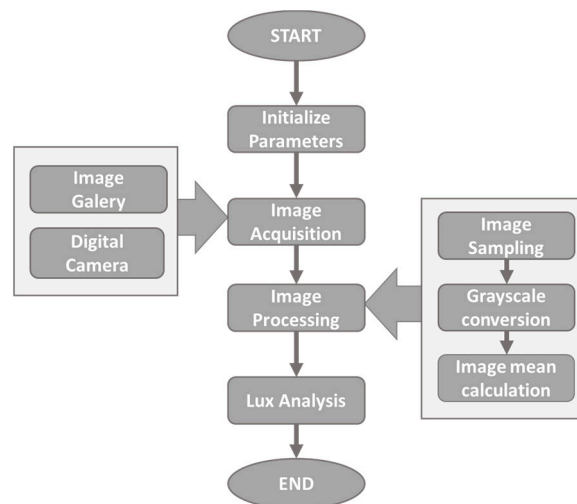 START
Initialize
Parameters
Image
Galery
Digital
Camera
Image
Acquisition
Image
Processing
Image
Sampling
Grayscale
conversion
Image mean
calculation
Lux Analysis
END